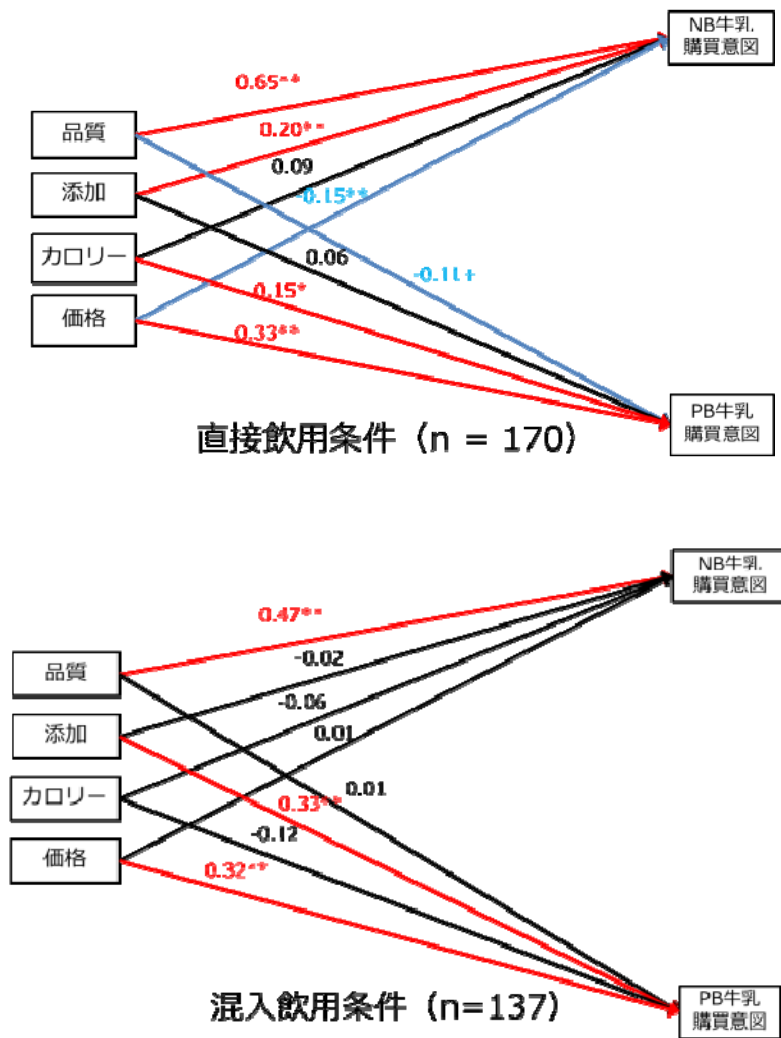 NB牛乳
購買意図
0.65**
品質
0.20**
0.09
添加
-0.15**
カロリー
0.06
-0.11+
0.15*
価格
0.33**
PB牛乳
購買意図
直接飲用条件（n = 170）
NB牛乳
購買意図
0.47**
品質
-0.02
-0.06
添加
0.01
カロリー
0.01
0.33**
-0.12
価格
0.32**
PB牛乳
購買意図
混入飲用条件（n=137）